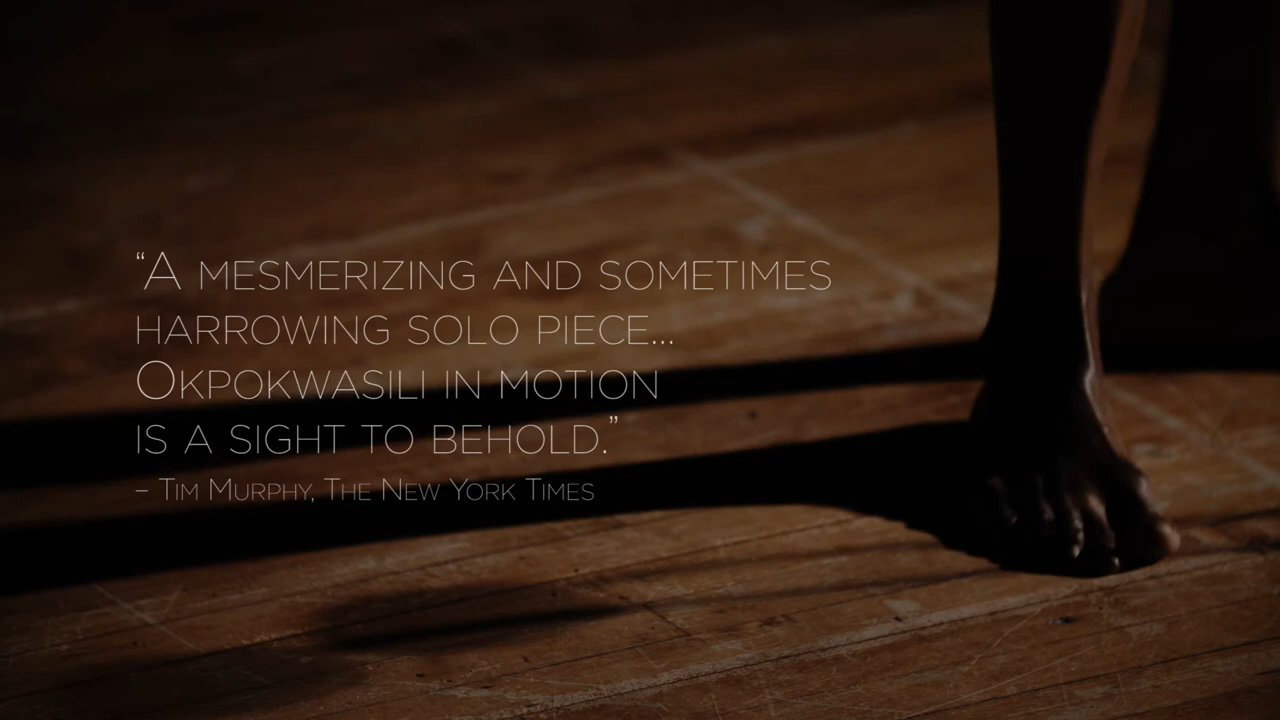 “A MESMERIZING AND SOMETIMES
HARROWING SOLO PIECE...
OKPOKWASILI IN MOTION
IS A SIGHT TO BEHOLD.”
– TIM MURPHY, THE NEW YORK TIMES